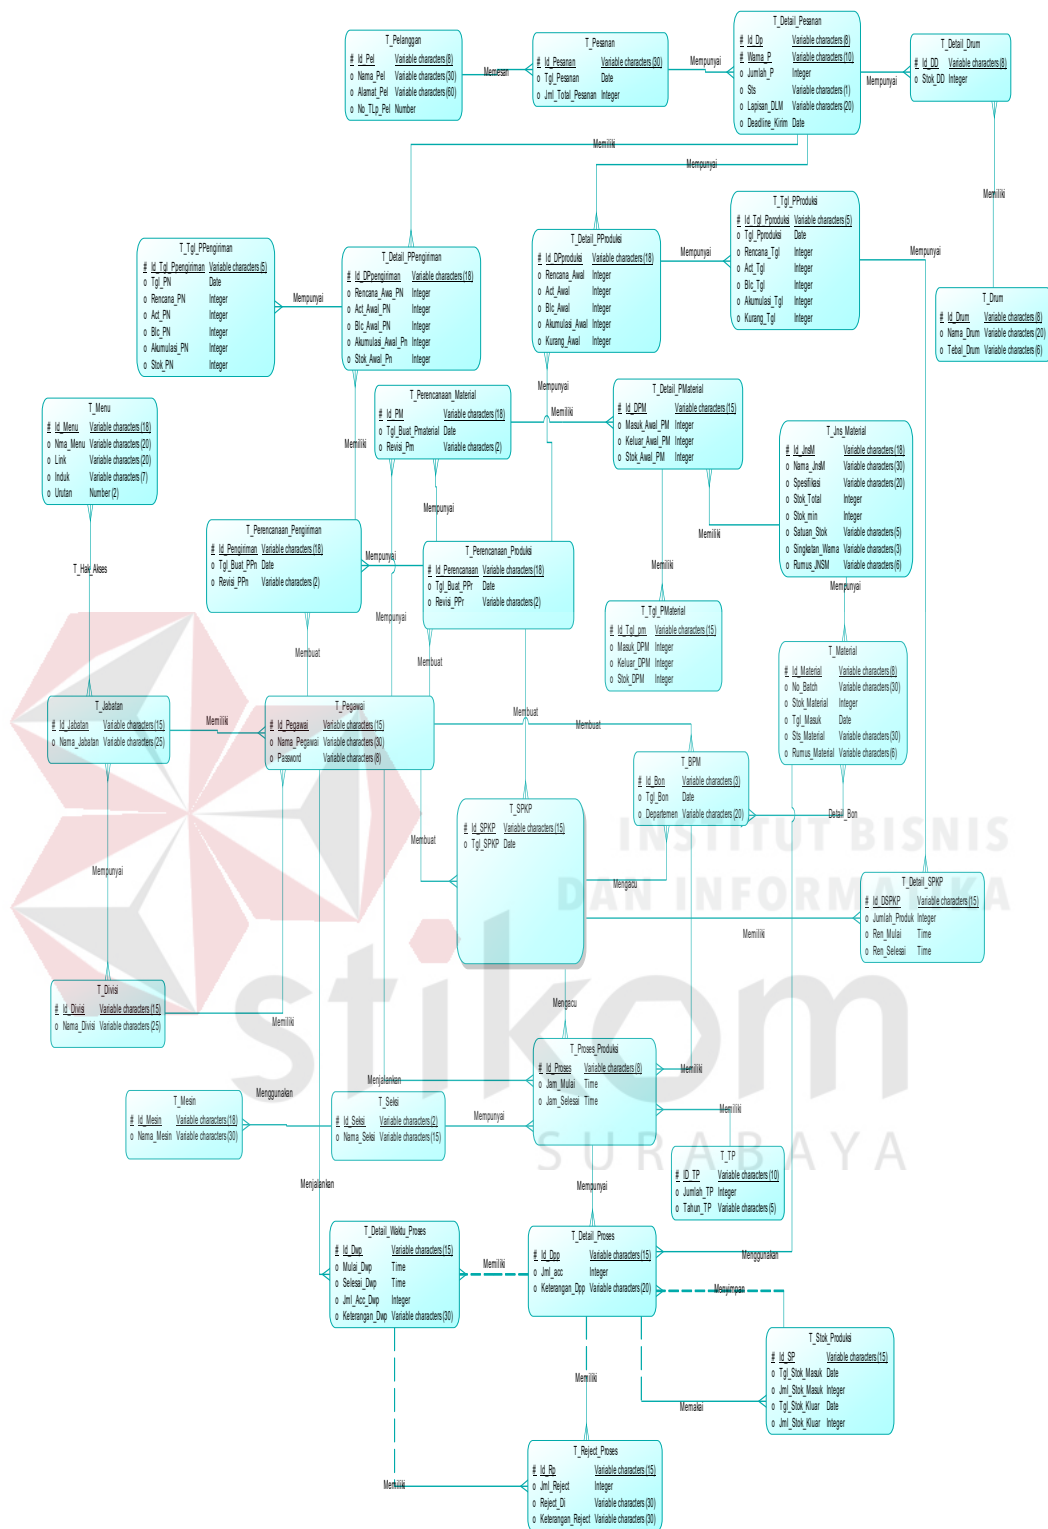 T_Pelanggan
# Id_Pel Variable characters (8)
o Nama_Pel Variable characters (30)
o Alamat_Pel Variable characters (60)
o No_TLp_Pel Number
Memesan
T_Pesanan
# Id_Pesanan Variable characters (30)
o Tgl_Pesanan Date
o Jml_Total_Pesanan Integer
Mempunyai
T_Detail_Pesanan
# Id_Dp Variable characters (8)
# Warna_P Variable characters (10)
o Jumlah_P Integer
o Sts Variable characters (1)
o Lapisan_DLM Variable characters (20)
o Deadline_Kirim Date
Mempunyai
T_Detail_Drum
# Id_DD Variable characters (8)
o Stok_DD Integer
Memiliki
Mempunyai
Memiliki
T_Tgl_PPengiriman
# Id_Tgl_Ppengiriman Variable characters (5)
o Tgl_PN Date
o Rencana_PN Integer
o Act_PN Integer
o Blc_PN Integer
o Akumulasi_PN Integer
o Stok_PN Integer
Mempunyai
T_Detail_PPengiriman
# Id_DPpengiriman Variable characters (18)
o Rencana_Awa_PN Integer
o Act_Awal_PN Integer
o Blc_Awal_PN Integer
o Akumulasi_Awal_Pn Integer
o Stok_Awal_Pn Integer
T_Detail_PProduksi
# Id_DPproduksi Variable characters (18)
o Rencana_Awal Integer
o Act_Awal Integer
o Blc_Awal Integer
o Akumulasi_Awal Integer
o Kurang_Awal Integer
Mempunyai
T_Tgl_PProduksi
# Id_Tgl_Pproduksi Variable characters (5)
o Tgl_Pproduksi Date
o Rencana_Tgl Integer
o Act_Tgl Integer
o Blc_Tgl Integer
o Akumulasi_Tgl Integer
o Kurang_Tgl Integer
Mempunyai
T_Drum
# Id_Drum Variable characters (8)
o Nama_Drum Variable characters (20)
o Tebal_Drum Variable characters (6)
T_Menu
# Id_Menu Variable characters (18)
o Nma_Menu Variable characters (20)
o Link Variable characters (20)
o Induk Variable characters (7)
o Urutan Number (2)
T_Hak_Akses
Memiliki
T_Perencanaan_Material
# Id_PM Variable characters (18)
o Tgl_Buat_Pmaterial Date
o Revisi_Pm Variable characters (2)
Memiliki
Mempunyai
T_Detail_PMaterial
# Id_DPM Variable characters (15)
o Masuk_Awal_PM Integer
o Keluar_Awal_PM Integer
o Stok_Awal_PM Integer
T_Jns_Material
# Id_JnsM Variable characters (18)
o Nama_JnsM Variable characters (30)
o Spesifikasi Variable characters (20)
o Stok_Total Integer
o Stok_min Integer
o Satuan_Stok Variable characters (5)
o Singkatan_Warna Variable characters (3)
o Rumus_JNSM Variable characters (6)
Mempunyai
Memiliki
Memiliki
Mempunyai
T_Perencanaan_Pengiriman
# Id_Pengiriman Variable characters (18)
o Tgl_Buat_PPn Date
o Revisi_PPn Variable characters (2)
Mempunyai
Mempunyai
T_Perencanaan_Produksi
# Id_Perencanaan Variable characters (18)
o Tgl_Buat_PPr Date
o Revisi_PPr Variable characters (2)
Mempunyai
T_Tgl_PMaterial
# Id_Tgl_pm Variable characters (15)
o Masuk_DPM Integer
o Keluar_DPM Integer
o Stok_DPM Integer
T_Material
# Id_Material Variable characters (8)
o No_Batch Variable characters (30)
o Stok_Material Integer
o Tgl_Masuk Date
o Sts_Material Variable characters (30)
o Rumus_Material Variable characters (6)
Membuat
Membuat
Membuat
Membuat
T_Jabatan
# Id_Jabatan Variable characters (15)
o Nama_Jabatan Variable characters (25)
Memiliki
T_Pegawai
# Id_Pegawai Variable characters (15)
o Nama_Pegawai Variable characters (30)
o Password Variable characters (8)
T_BPM
# Id_Bon Variable characters (3)
o Tgl_Bon Date
o Departemen Variable characters (20)
Detail_Bon
T_SPKP
# Id_SPKP Variable characters (15)
o Tgl_SPKP Date
Membuat
Mengacu
INSTITUT BISNIS
DAN INFORMATIKA
stikom
SURABAYA
Mempunyai
T_Detail_SPKP
# Id_DSPKP Variable characters (15)
o Jumlah_Produk Integer
o Ren_Mulai Time
o Ren_Selesai Time
Memiliki
T_Divisi
# Id_Divisi Variable characters (15)
o Nama_Divisi Variable characters (25)
Memiliki
Mengacu
T_Proses_Produksi
# Id_Proses Variable characters (8)
o Jam_Mulai Time
o Jam_Selesai Time
Memiliki
Menjalankan
Menggunakan
T_Mesin
# Id_Mesin Variable characters (18)
o Nama_Mesin Variable characters (30)
T_Seksi
# Id_Seksi Variable characters (2)
o Nama_Seksi Variable characters (15)
Mempunyai
Memiliki
T_TP
# ID_TP Variable characters (10)
o Jumlah_TP Integer
o Tahun_TP Variable characters (5)
Menjalankan
Mempunyai
Menggunakan
T_Detail_Waktu_Proses
# Id_Dwp Variable characters (15)
o Mulai_Dwp Time
o Selesai_Dwp Time
o Jml_Acc_Dwp Integer
o Keterangan_Dwp Variable characters (30)
Memiliki
T_Detail_Proses
# Id_Dpp Variable characters (15)
o Jml_acc Integer
o Keterangan_Dpp Variable characters (20)
Menyimpan
T_Stok_Produksi
# Id_SP Variable characters (15)
o Tgl_Stok_Masuk Date
o Jml_Stok_Masuk Integer
o Tgl_Stok_Kluar Date
o Jml_Stok_Kluar Integer
Memiliki
Memakai
T_Reject_Proses
# Id_Rp Variable characters (15)
o Jml_Reject Integer
o Reject_Di Variable characters (30)
o Keterangan_Reject Variable characters (30)
Memiliki